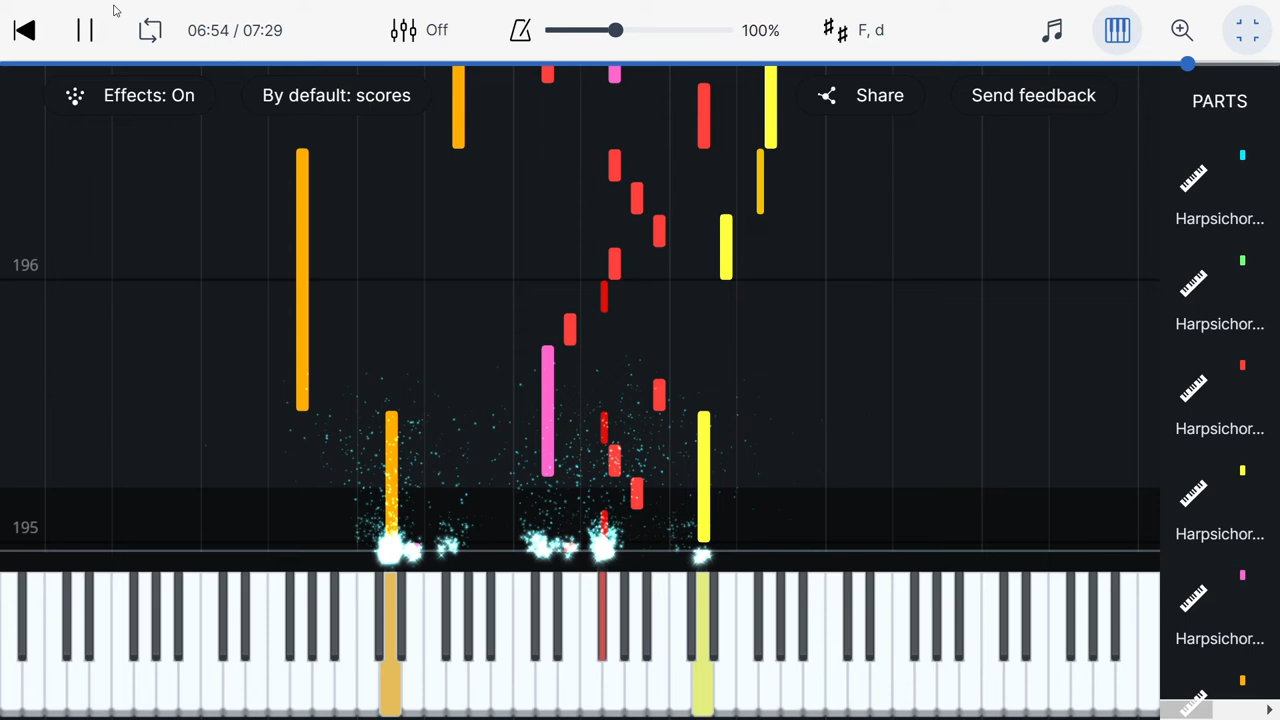 06:54 / 07:29
Off
100%
F, d
Effects: On
By default: scores
Share
Send feedback
PARTS
Harpsichor...
Harpsichor...
Harpsichor...
Harpsichor...
Harpsichor...
196
195